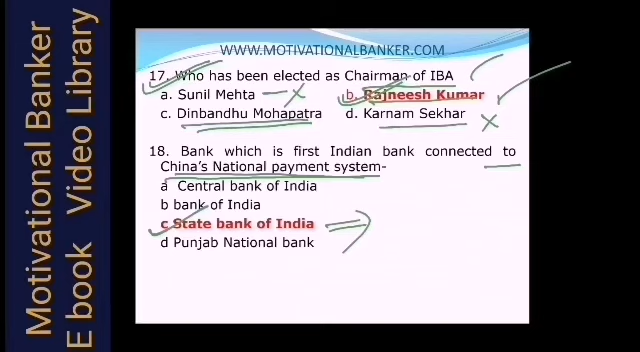 Motivational Banker
E book Video Library
WWW.MOTIVATIONALBANKER.COM
17. Who has been elected as Chairman of IBA
a. Sunil Mehta b. Rajneesh Kumar
c. Dinbandhu Mohapatra d. Karnam Sekhar
18. Bank which is first Indian bank connected to
China's National payment system-
a Central bank of India
b bank of India
c State bank of India
d Punjab National bank